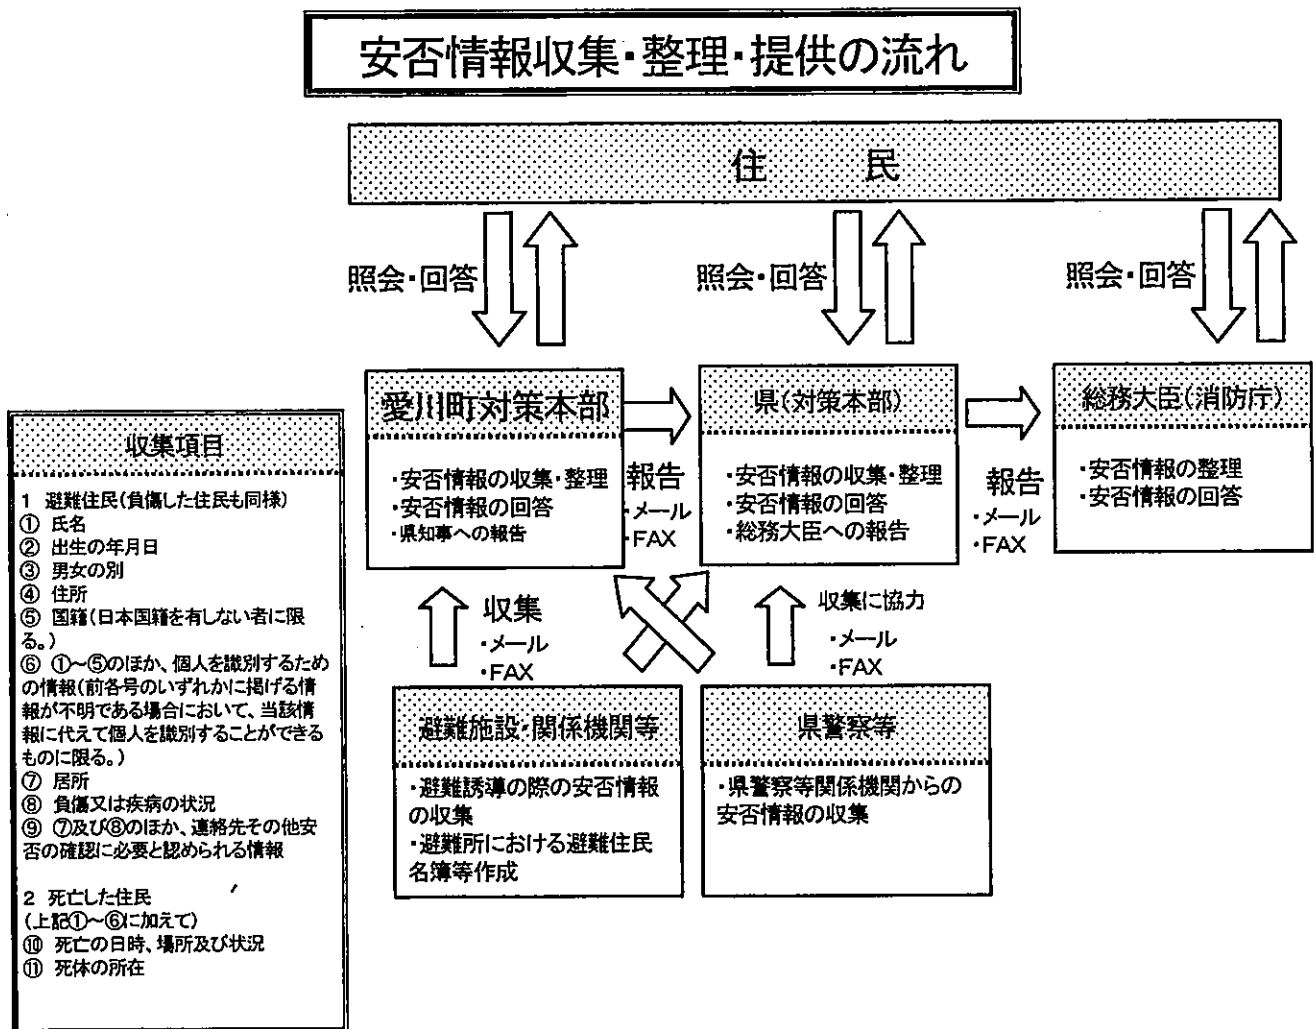 安否情報収集・整理・提供の流れ
住　　民
照会・回答
照会・回答
照会・回答
愛川町対策本部
・安否情報の収集・整理
・安否情報の回答
・県知事への報告
報告
・メール
・FAX
県(対策本部)
・安否情報の収集・整理
・安否情報の回答
・総務大臣への報告
報告
・メール
・FAX
総務大臣(消防庁)
・安否情報の整理
・安否情報の回答
収集項目
1　避難住民(負傷した住民も同様)
①　氏名
②　出生の年月日
③　男女の別
④　住所
⑤　国籍(日本国籍を有しない者に限
る。)
⑥　①～⑤のほか、個人を識別するため
の情報(前各号のいずれかに掲げる情
報が不明である場合において、当該情
報に代えて個人を識別することができる
ものに限る。)
⑦　居所
⑧　負傷又は疾病の状況
⑨　⑦及び⑧のほか、連絡先その他安
否の確認に必要と認められる情報
2　死亡した住民
(上記①～⑥に加えて)
⑩　死亡の日時、場所及び状況
⑪　死体の所在
収集
・メール
・FAX
収集に協力
・メール
・FAX
避難施設・関係機関等
・避難誘導の際の安否情報
の収集
・避難所における避難住民
名簿等作成
県警察等
・県警察等関係機関からの
安否情報の収集